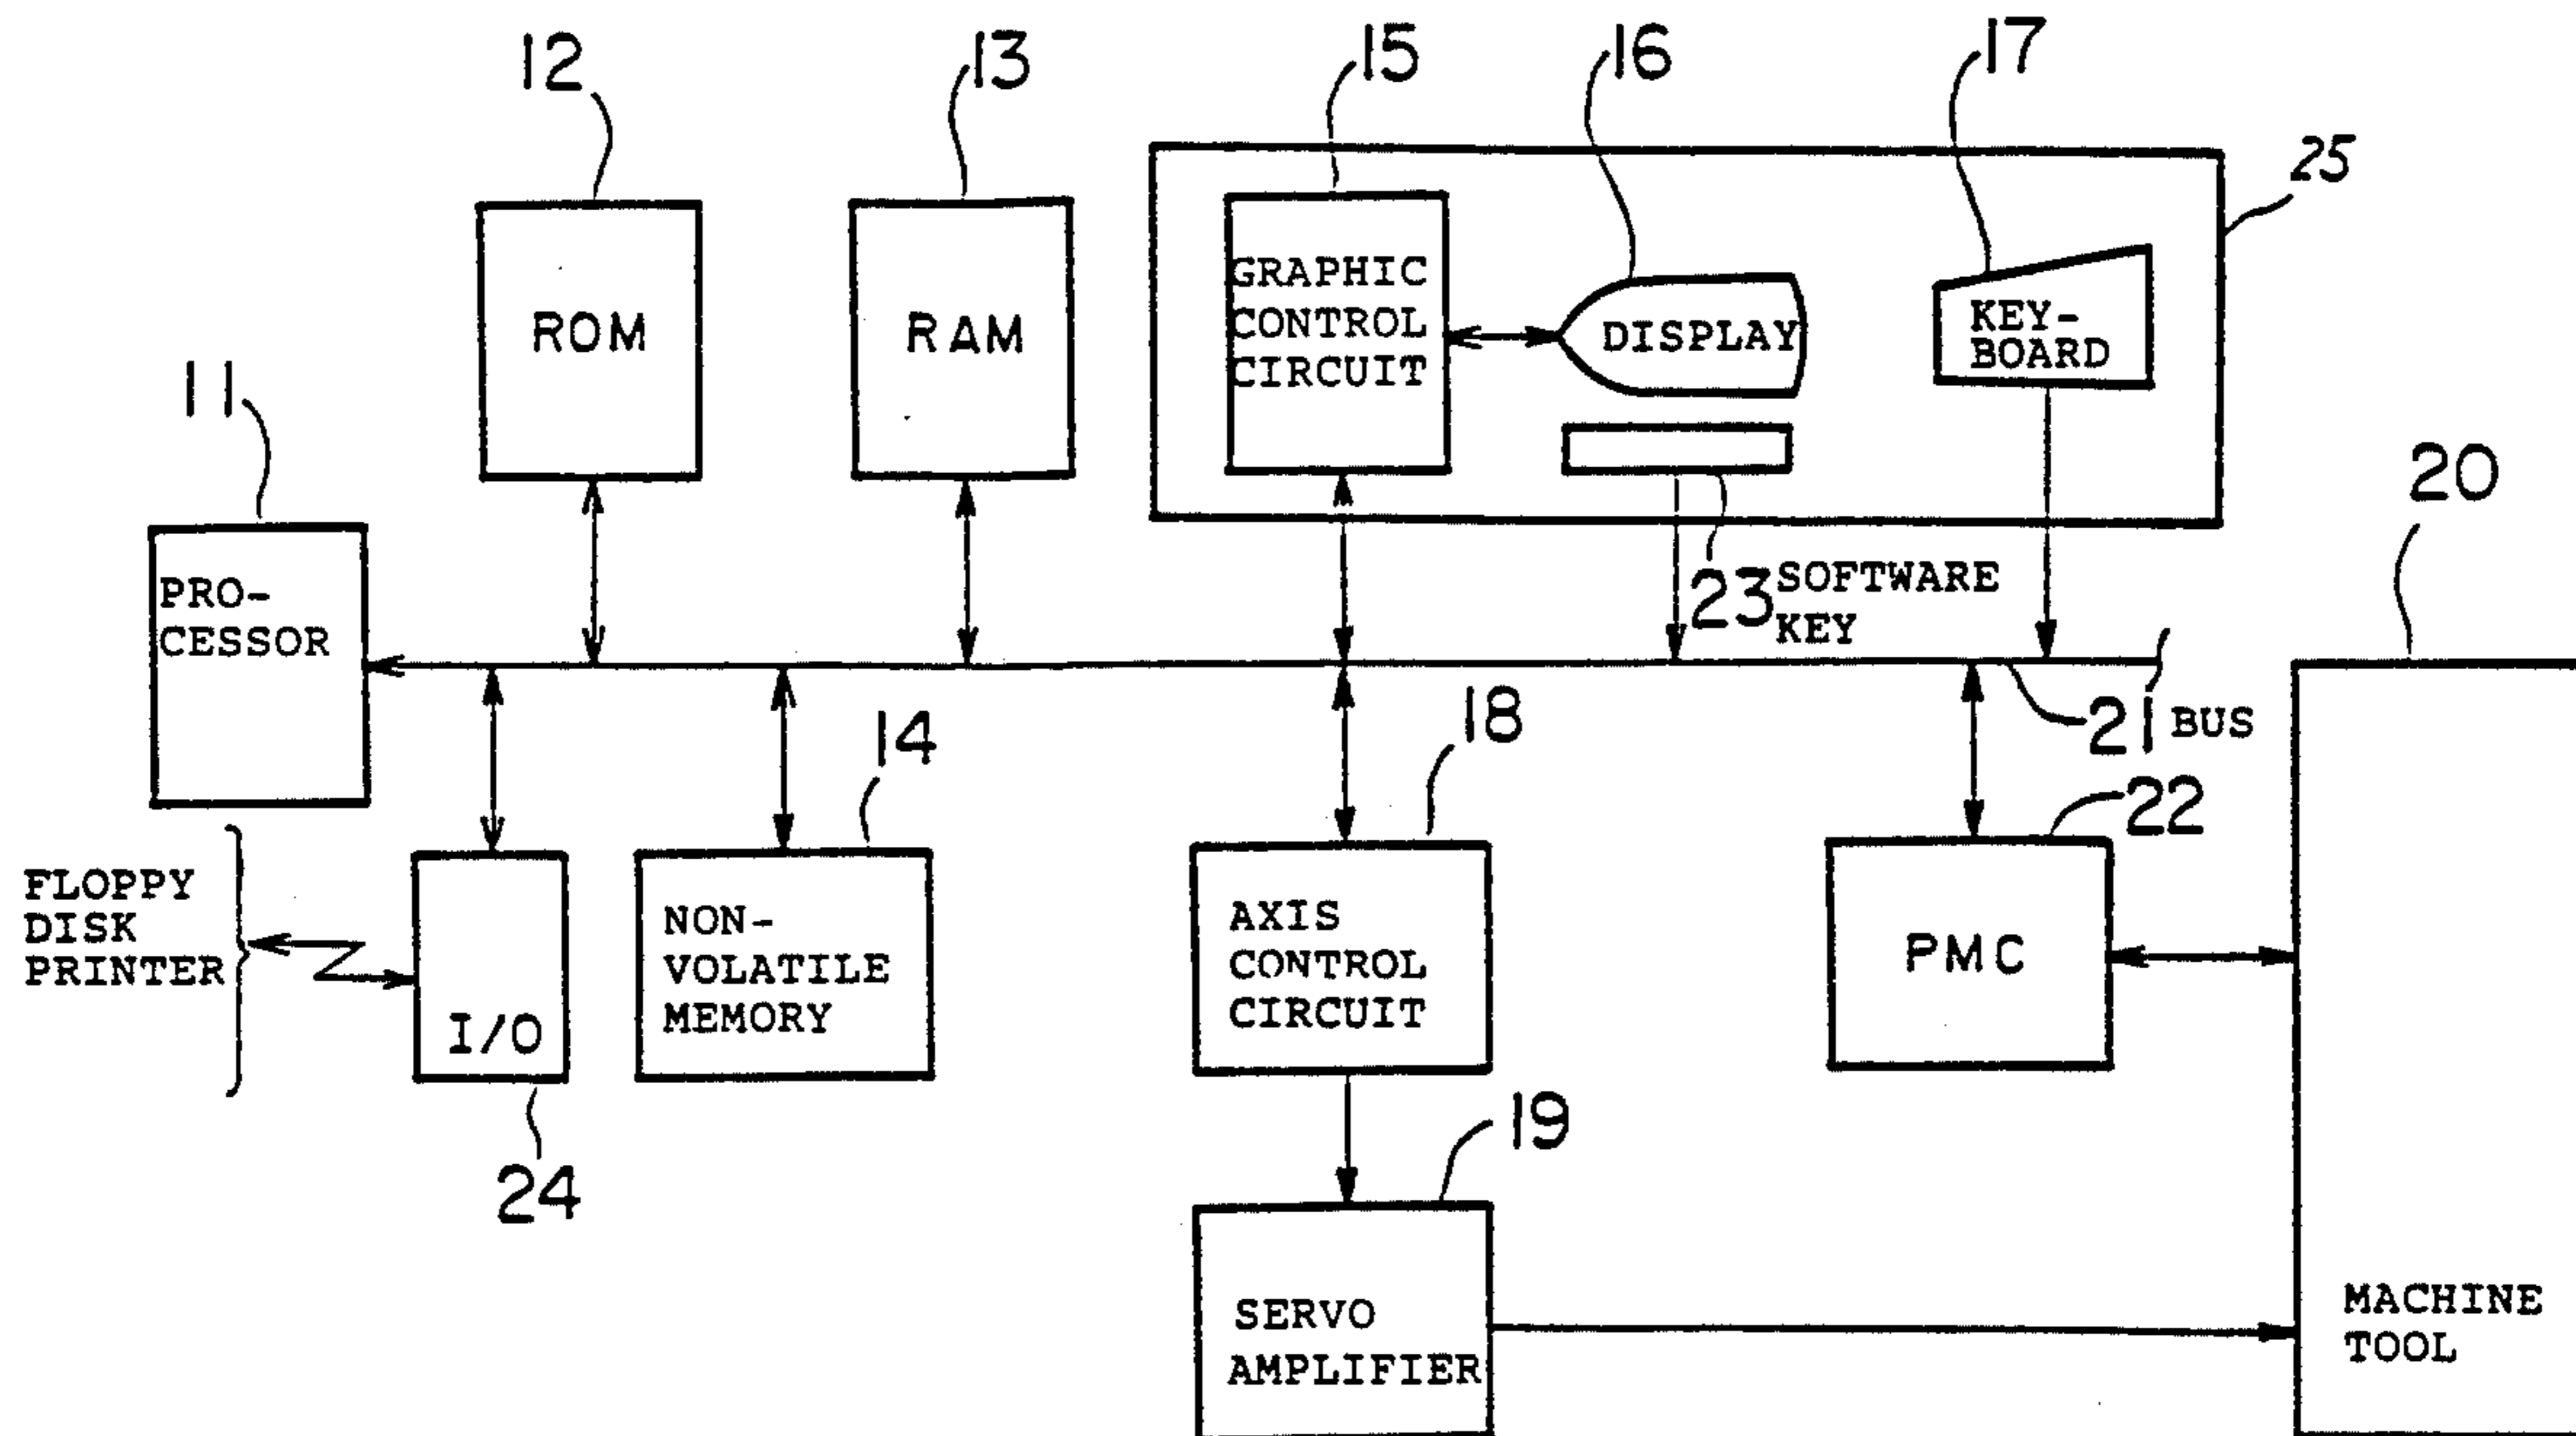 12
13
15
16
17
25
ROM
RAM
GRAPHIC
CONTROL
CIRCUIT
DISPLAY
KEY-
BOARD
11
20
PRO-
CESSOR
23 SOFTWARE
KEY
21 BUS
14
18
22
FLOPPY
DISK
PRINTER
I/O
NON-
VOLATILE
MEMORY
AXIS
CONTROL
CIRCUIT
PMC
24
19
SERVO
AMPLIFIER
MACHINE
TOOL